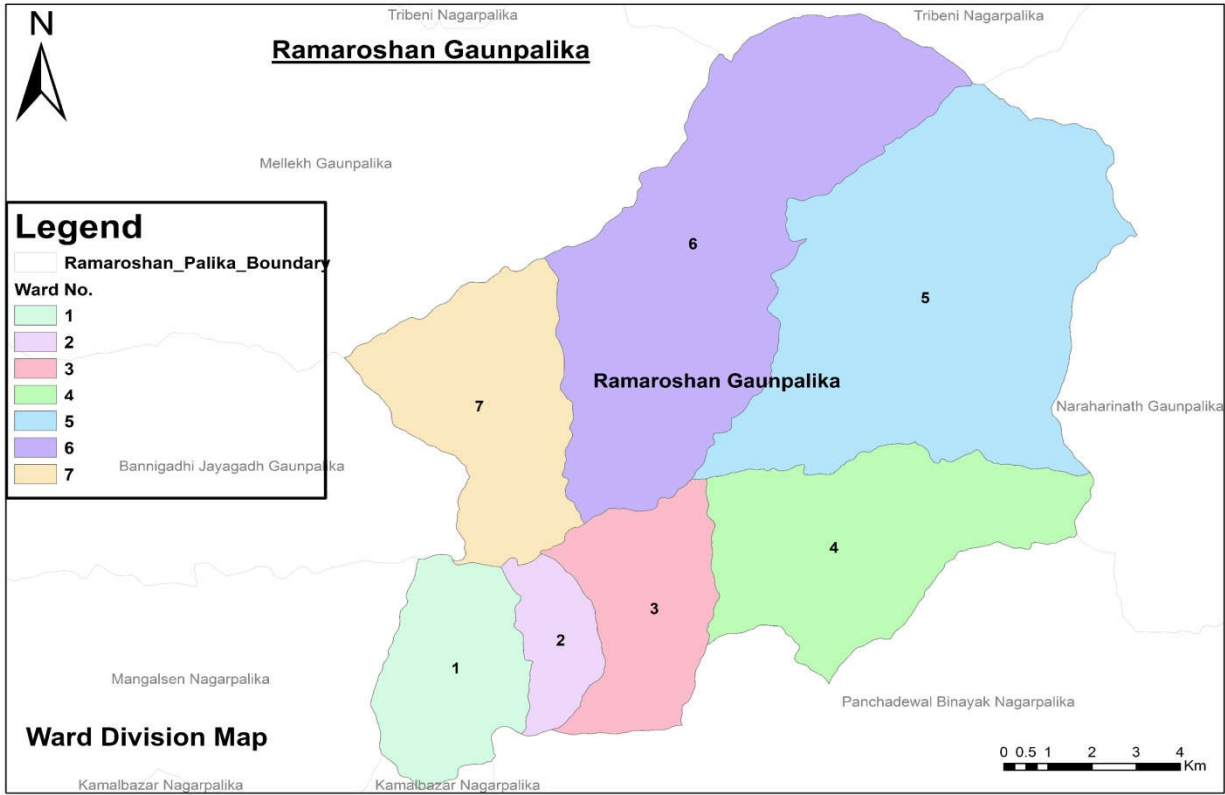 Tribeni Nagarpalika
Tribeni Nagarpalika
N
Ramaroshan Gaunpalika
Mellekh Gaunpalika
Legend
Ramaroshan_Palika_Boundary
Ward No.
1
2
3
4
5
6
7
6
5
Ramaroshan Gaunpalika
7
Naraharinath Gaunpalika
Bannigadhi Jayagadh Gaunpalika
4
3
2
1
Mangalsen Nagarpalika
Panchadewal Binayak Nagarpalika
Ward Division Map
0 0.5 1 2 3 4
Km
Kamalbazar Nagarpalika
Kamalbazar Nagarpalika